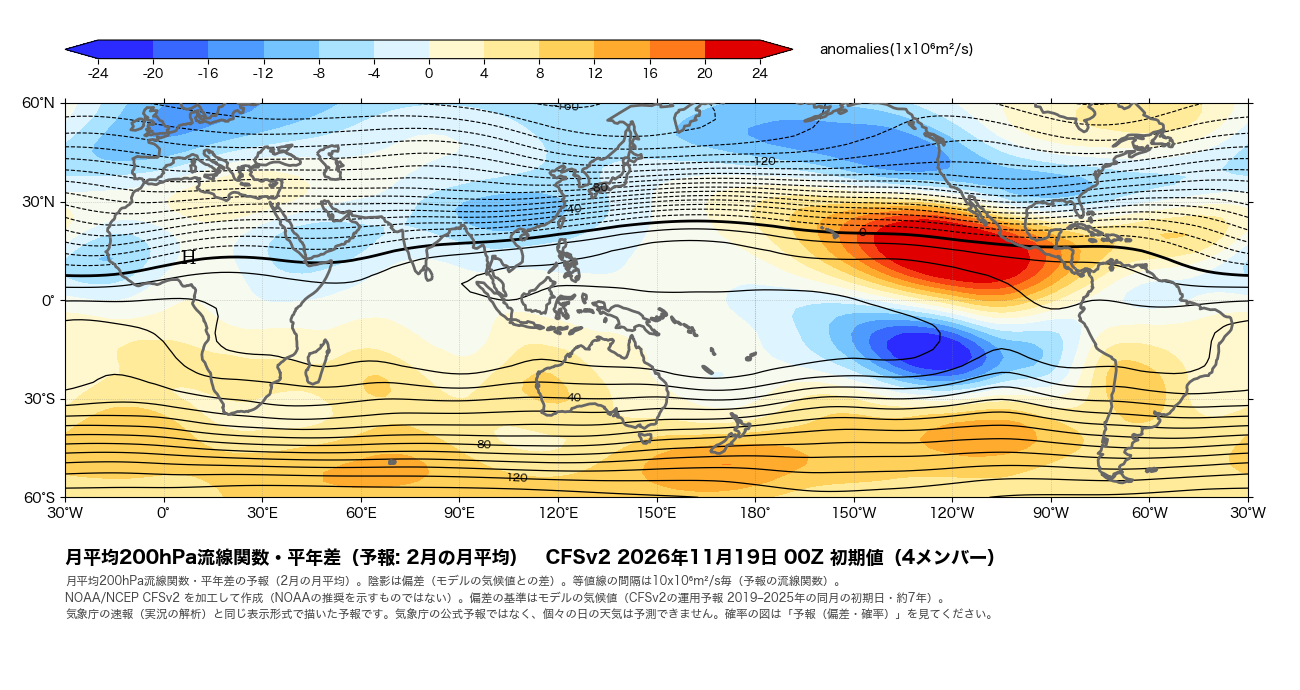 anomalies(1x10⁶m²/s)
-24 -20 -16 -12 -8 -4 0 4 8 12 16 20 24
60°N
30°N
0°
30°S
60°S
-160
-120
-80
-40
0
H
40
80
120
30°W 0° 30°E 60°E 90°E 120°E 150°E 180° 150°W 120°W 90°W 60°W 30°W
月平均200hPa流線関数・平年差（予報: 2月の月平均） CFSv2 2026年11月19日 00Z 初期値（4メンバー）
月平均200hPa流線関数・平年差の予報（2月の月平均）。陰影は偏差（モデルの気候値との差）。等値線の間隔は10x10⁶m²/s毎（予報の流線関数）。
NOAA/NCEP CFSv2 を加工して作成（NOAAの推奨を示すものではない）。偏差の基準はモデルの気候値（CFSv2の運用予報 2019–2025年の同月の初期日・約7年）。
気象庁の速報（実況の解析）と同じ表示形式で描いた予報です。気象庁の公式予報ではなく、個々の日の天気は予測できません。確率の図は「予報（偏差・確率）」を見てください。